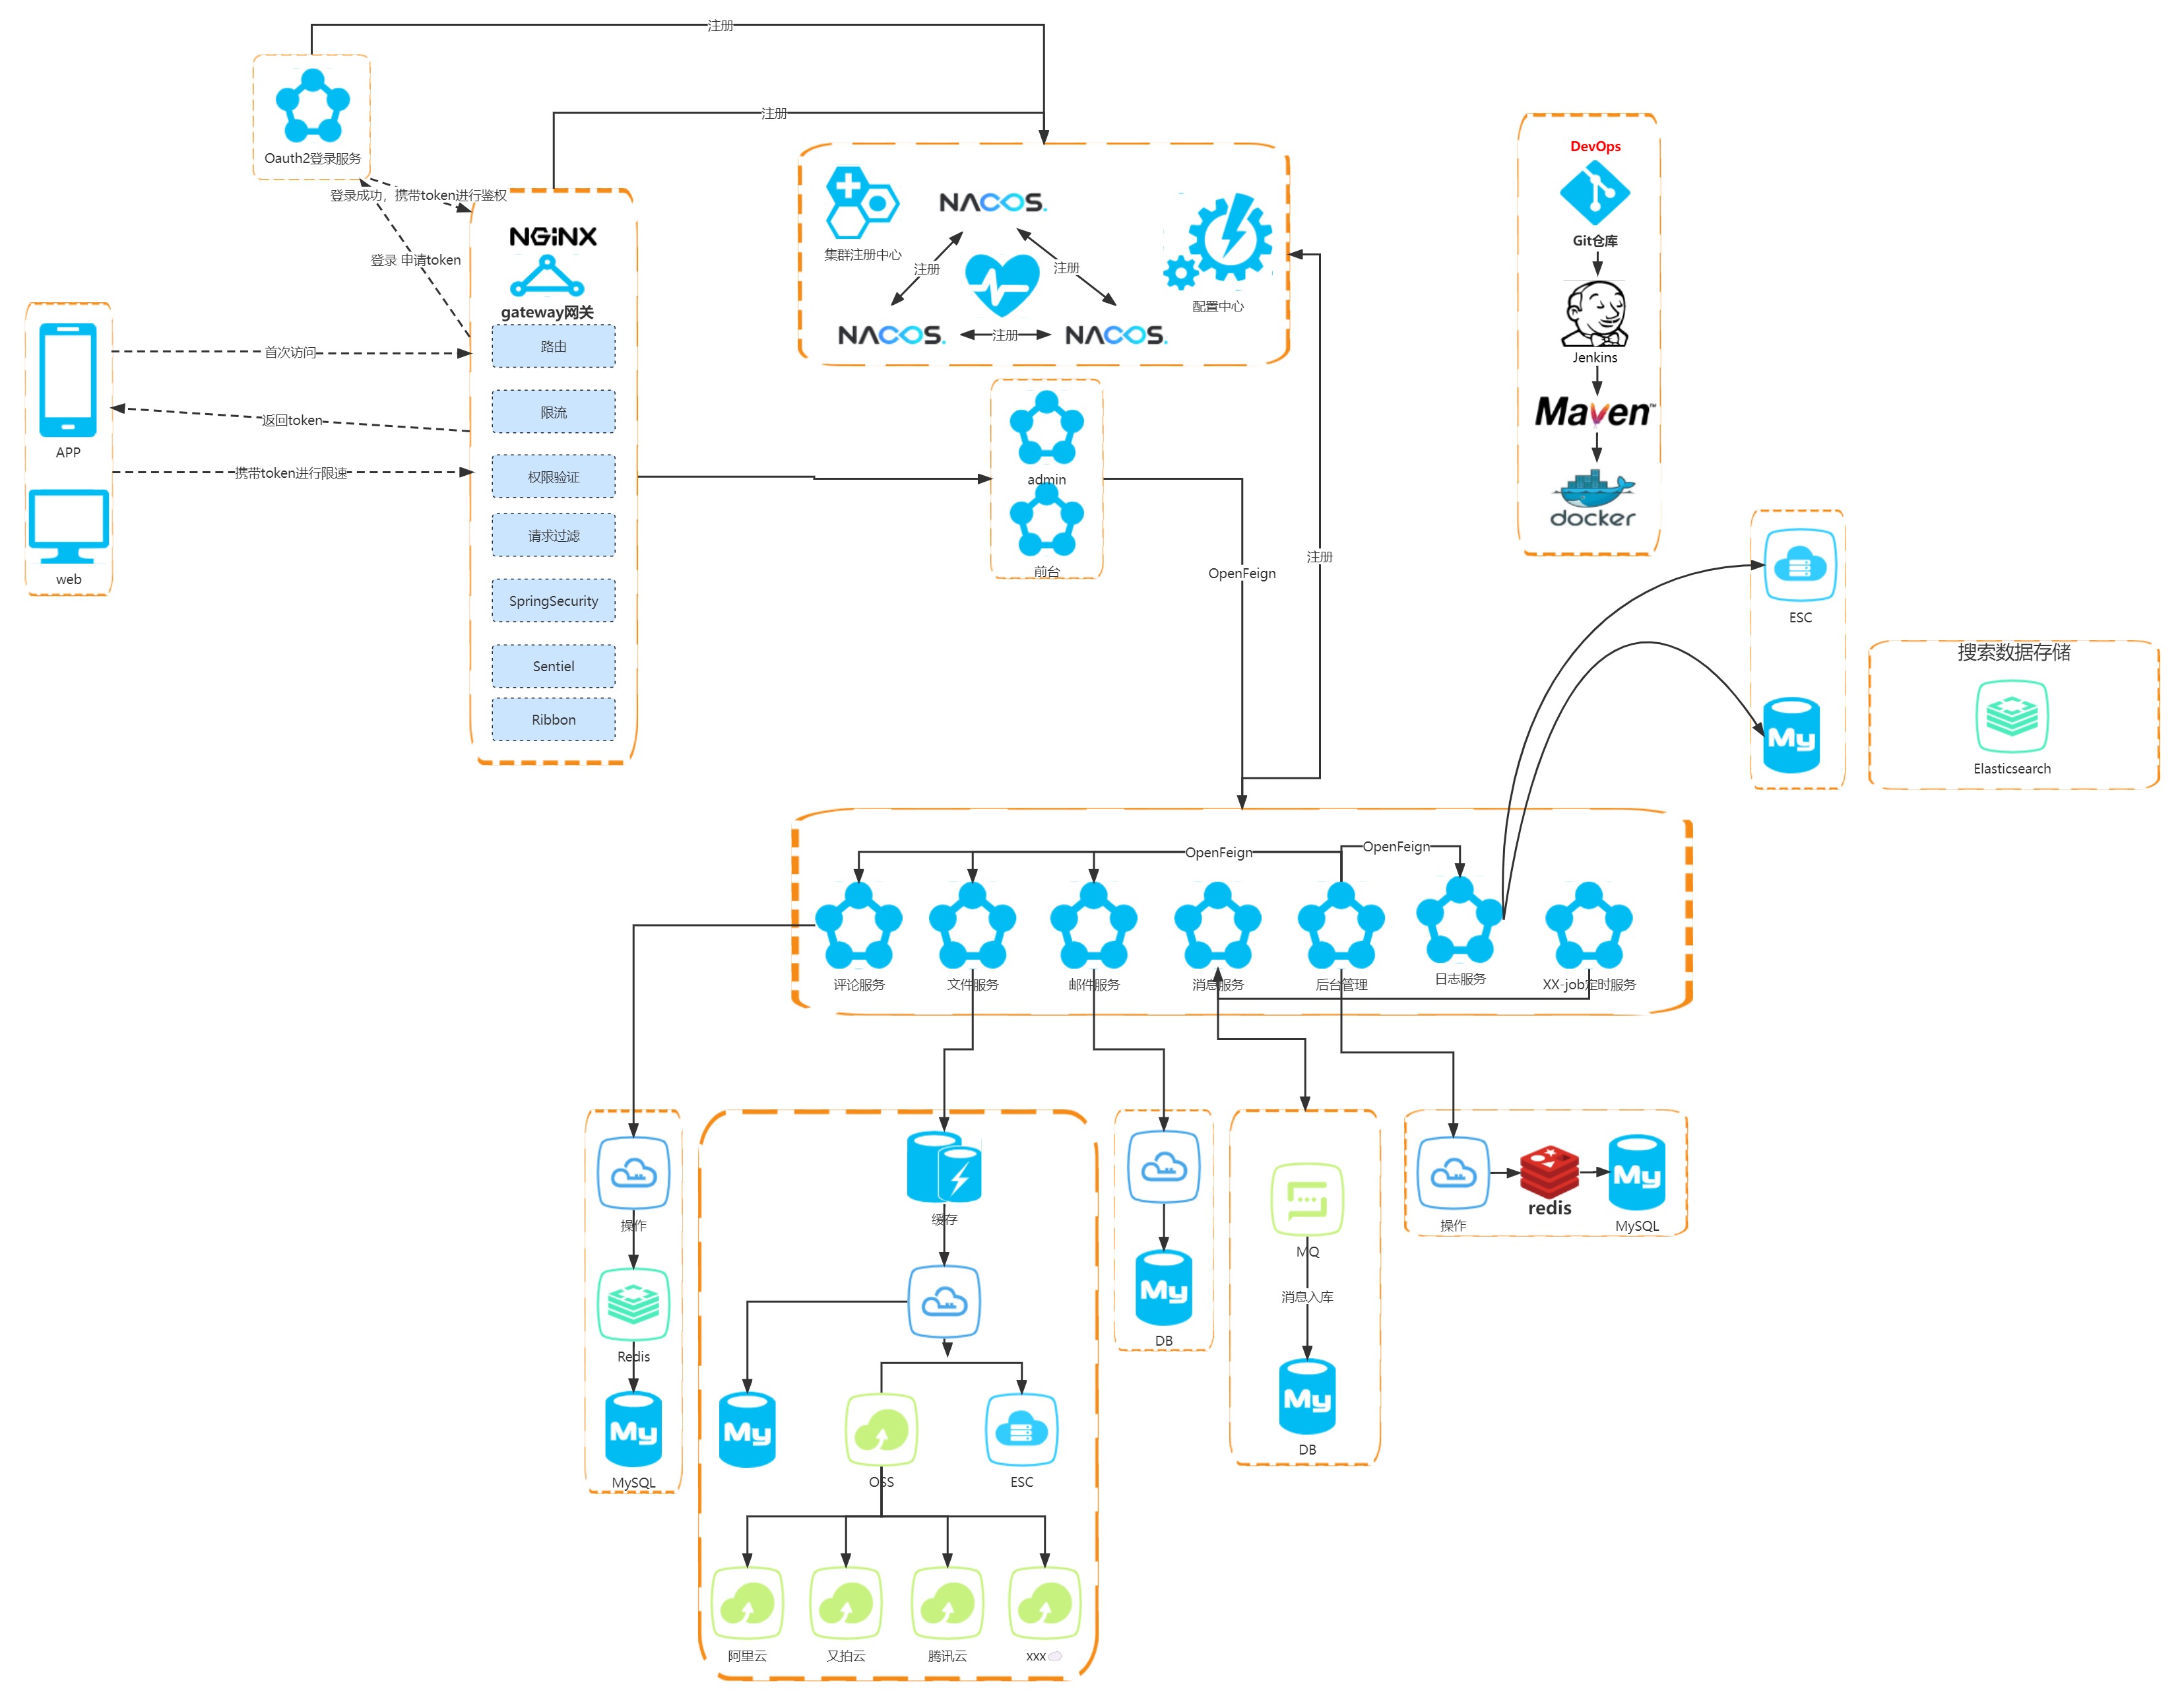 注册
Oauth2登录服务
注册
登录成功，携带token进行鉴权
登录 申请token
NGiNX
gateway网关
路由
限流
权限验证
请求过滤
SpringSecurity
Sentiel
Ribbon
首次访问
返回token
携带token进行限速
APP
web
NACOS.
集群注册中心
注册
注册
配置中心
NACOS.
注册
NACOS.
admin
前台
OpenFeign
注册
DevOps
Git仓库
Jenkins
Maven™
docker
ESC
My
搜索数据存储
Elasticsearch
OpenFeign
OpenFeign
评论服务
文件服务
邮件服务
消息服务
后台管理
日志服务
XX-job定时服务
操作
Redis
My
MySQL
缓存
My
OSS
ESC
阿里云
又拍云
腾讯云
xxx
My
DB
MQ
消息入库
My
DB
操作
redis
My
MySQL